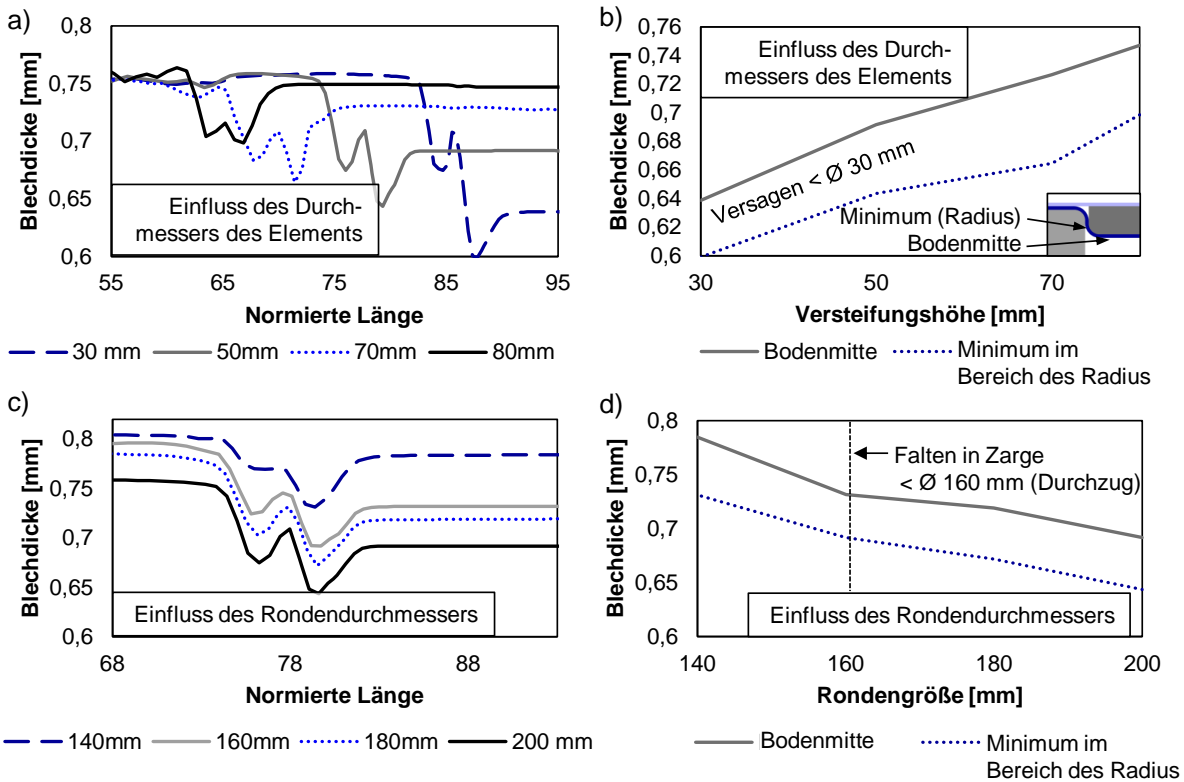 a)
0,8
0,75
0,7
0,65
0,6
Blechdicke [mm]
Einfluss des Durch-
messers des Elements
55 65 75 85 95
Normierte Länge
30 mm 50mm 70mm 80mm
b)
0,76
0,74
0,72
0,7
0,68
0,66
0,64
0,62
0,6
Blechdicke [mm]
Einfluss des Durch-
messers des Elements
Versagen < Ø 30 mm
Minimum (Radius)
Bodenmitte
30 50 70
Versteifungshöhe [mm]
Bodenmitte
Minimum im
Bereich des Radius
c)
0,8
0,75
0,7
0,65
0,6
Blechdicke [mm]
Einfluss des Rondendurchmessers
68 78 88
Normierte Länge
140mm 160mm 180mm 200 mm
d)
0,8
0,75
0,7
0,65
0,6
Blechdicke [mm]
Falten in Zarge
< Ø 160 mm (Durchzug)
Einfluss des Rondendurchmessers
140 160 180 200
Rondengröße [mm]
Bodenmitte
Minimum im
Bereich des Radius